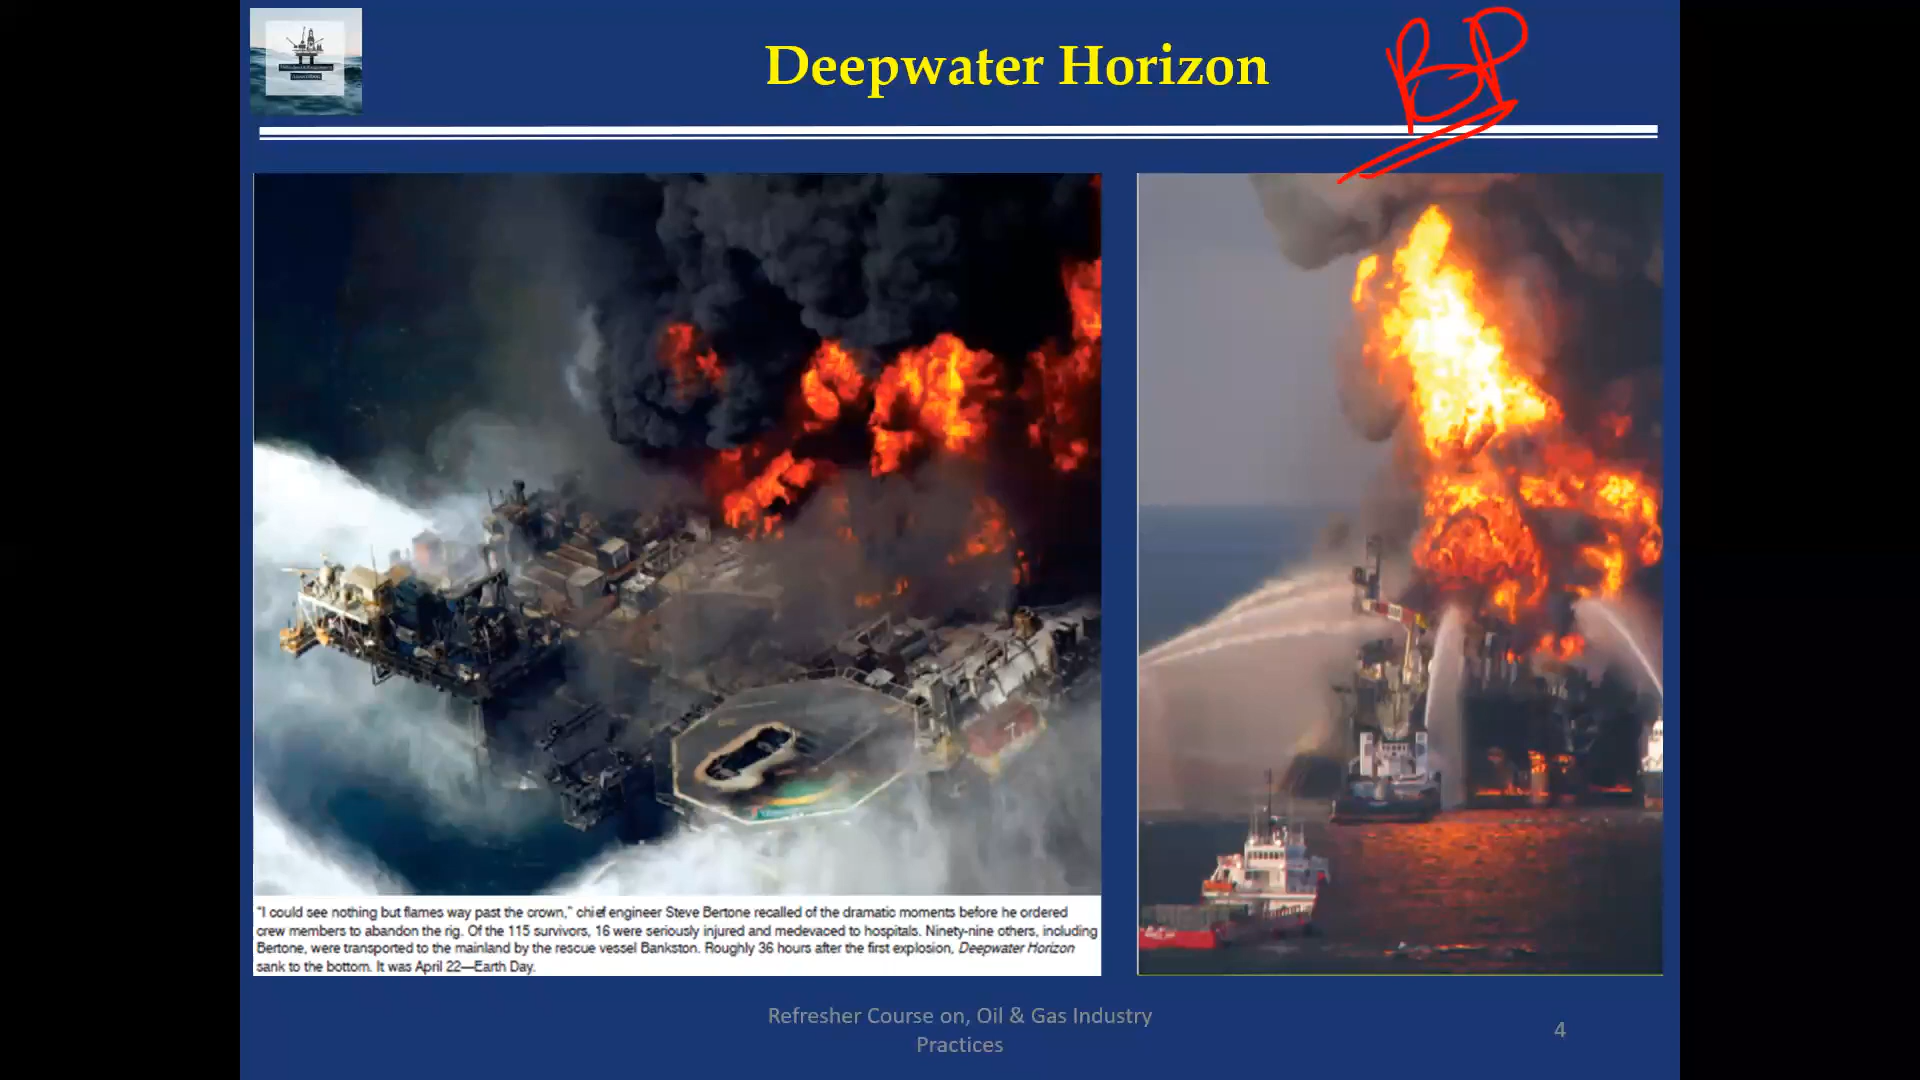 Deepwater Horizon
BP
"I could see nothing but flames way past the crown," chief engineer Steve Bertone recalled of the dramatic moments before he ordered
crew members to abandon the rig. Of the 115 survivors, 16 were seriously injured and medevaced to hospitals. Ninety-nine others, including
Bertone, were transported to the mainland by the rescue vessel Bankston. Roughly 36 hours after the first explosion, Deepwater Horizon
sank to the bottom. It was April 22—Earth Day.
Refresher Course on, Oil & Gas Industry
Practices
4